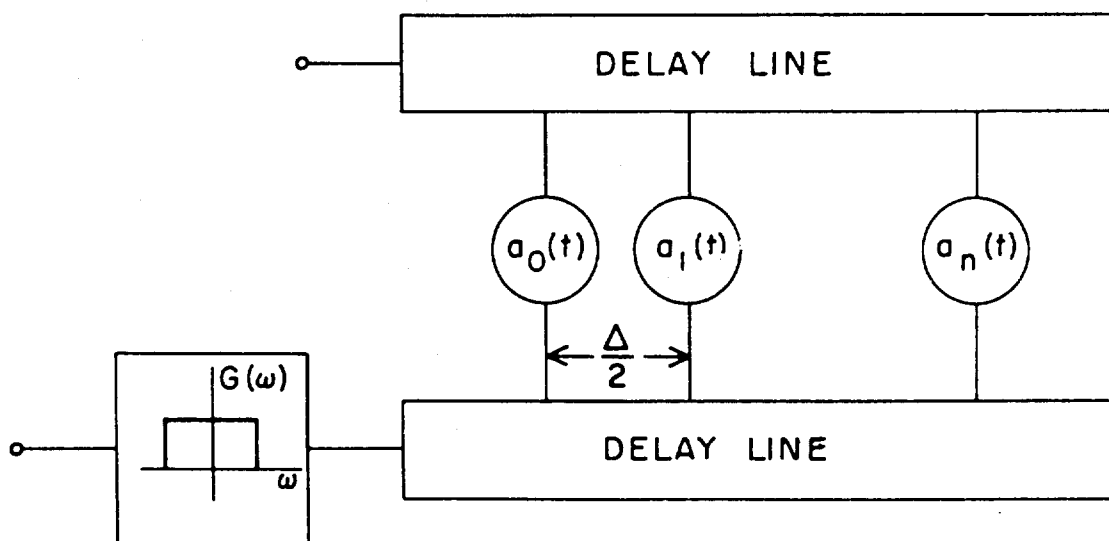 DELAY LINE
a0(t) a1(t) an(t)
Δ/2
G(ω)
ω
DELAY LINE